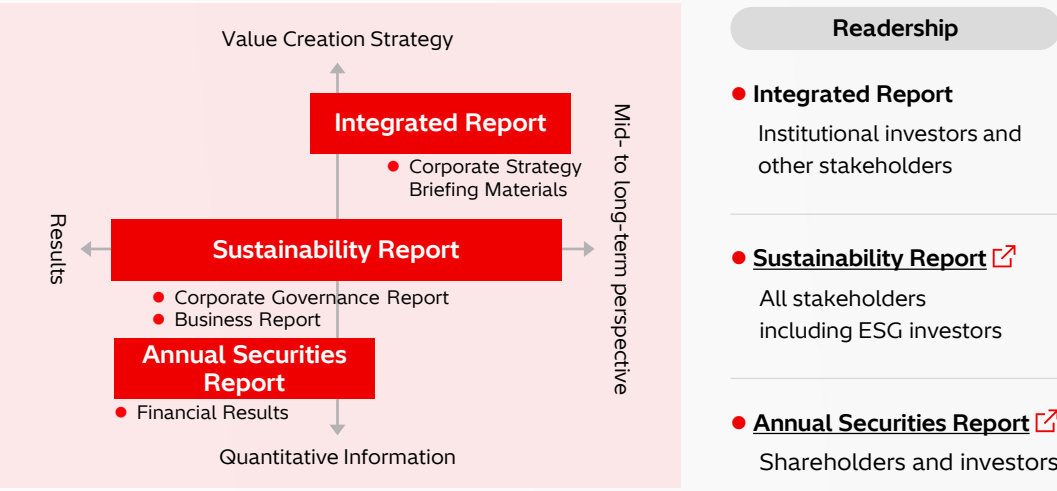 Value Creation Strategy
Integrated Report
Corporate Strategy
Briefing Materials
Mid- to long-term perspective
Results
Sustainability Report
Corporate Governance Report
Business Report
Annual Securities
Report
Financial Results
Quantitative Information
Readership
Integrated Report
Institutional investors and
other stakeholders
Sustainability Report
All stakeholders
including ESG investors
Annual Securities Report
Shareholders and investors